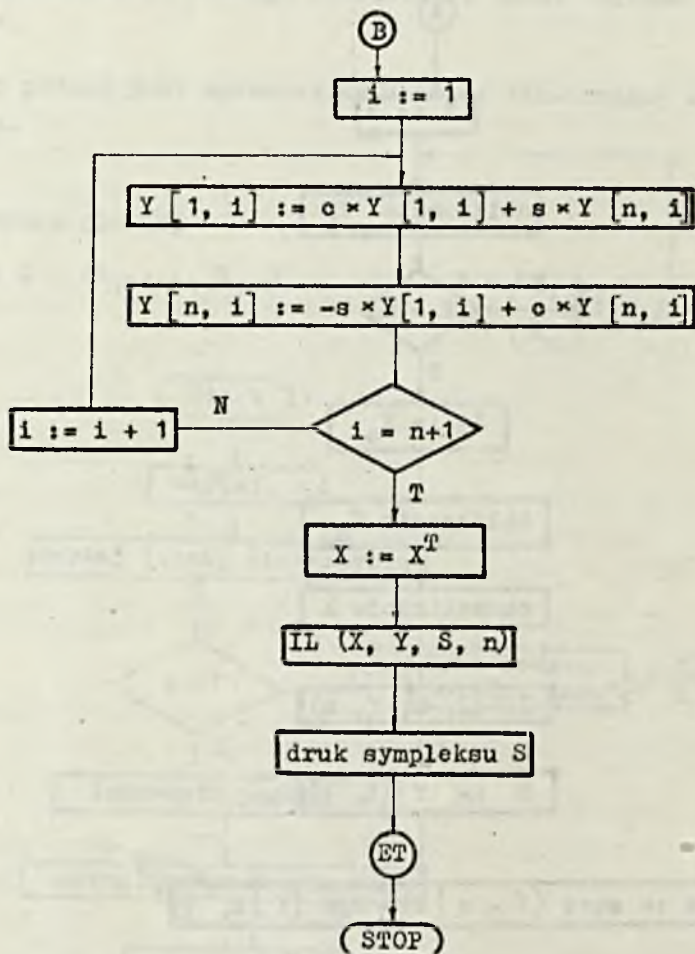 B
i := 1
Y [1, i] := c × Y [1, i] + s × Y [n, i]
Y [n, i] := -s × Y[1, i] + c × Y [n, i]
N
i := i + 1
i = n+1
T
X := X^T
IL (X, Y, S, n)
druk sympleksu S
ET
STOP